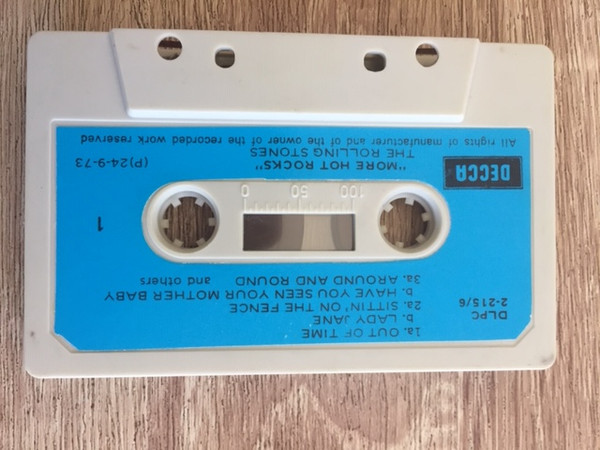 DLPC
2-215/6
1a. OUT OF TIME
b. LADY JANE
2a. SITTIN' ON THE FENCE
b. HAVE YOU SEEN YOUR MOTHER BABY
3a. AROUND AND ROUND and others
1
100 50 0
DECCA
"MORE HOT ROCKS"
THE ROLLING STONES
(P)24-9-73
All rights of manufacturer and of the owner of the recorded work reserved